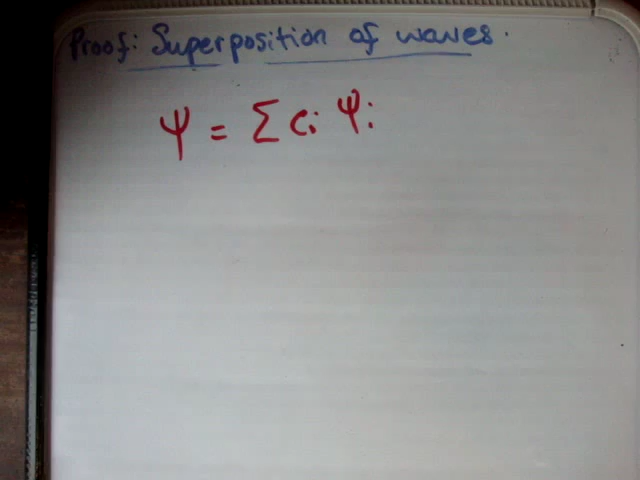 Proof: Superposition of waves.
Ψ = Σ cᵢ Ψᵢ